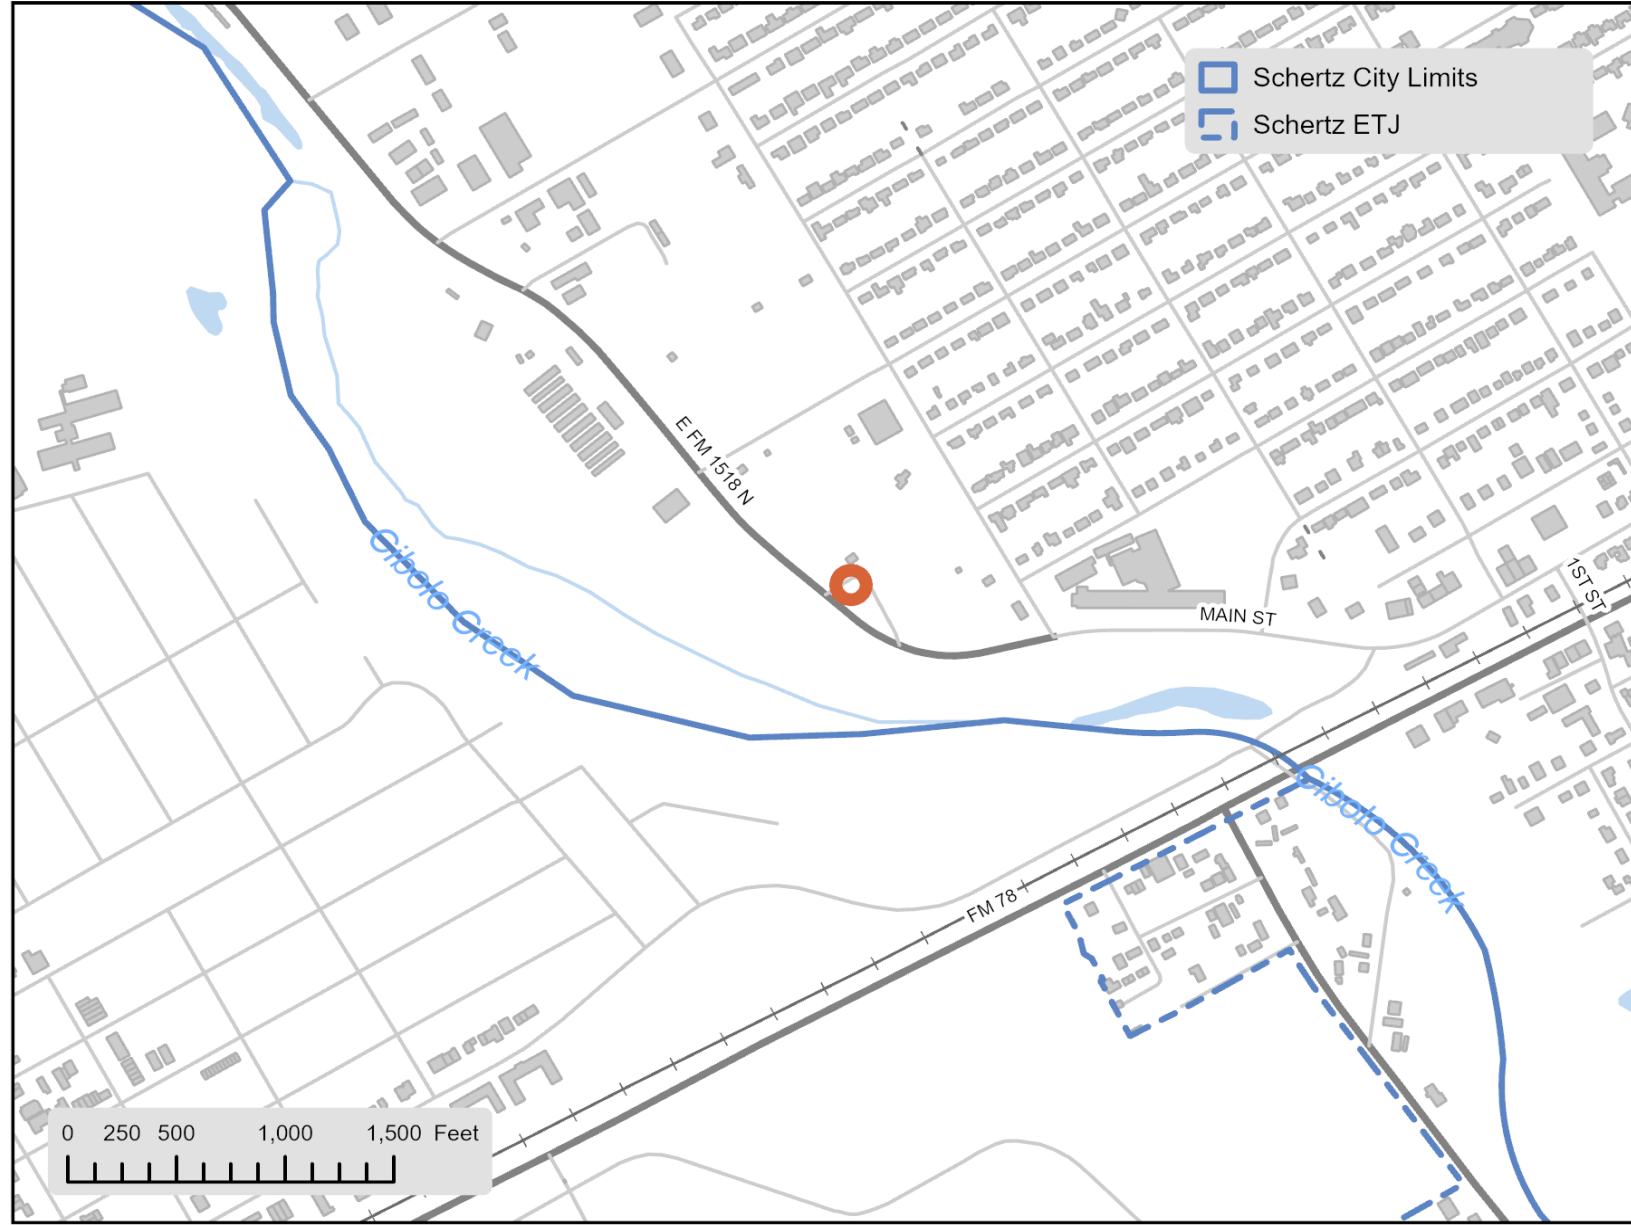 Schertz City Limits
Schertz ETJ
E FM 1518 N
Cibolo Creek
1ST ST
MAIN ST
Cibolo Creek
FM 78
0 250 500 1,000 1,500 Feet